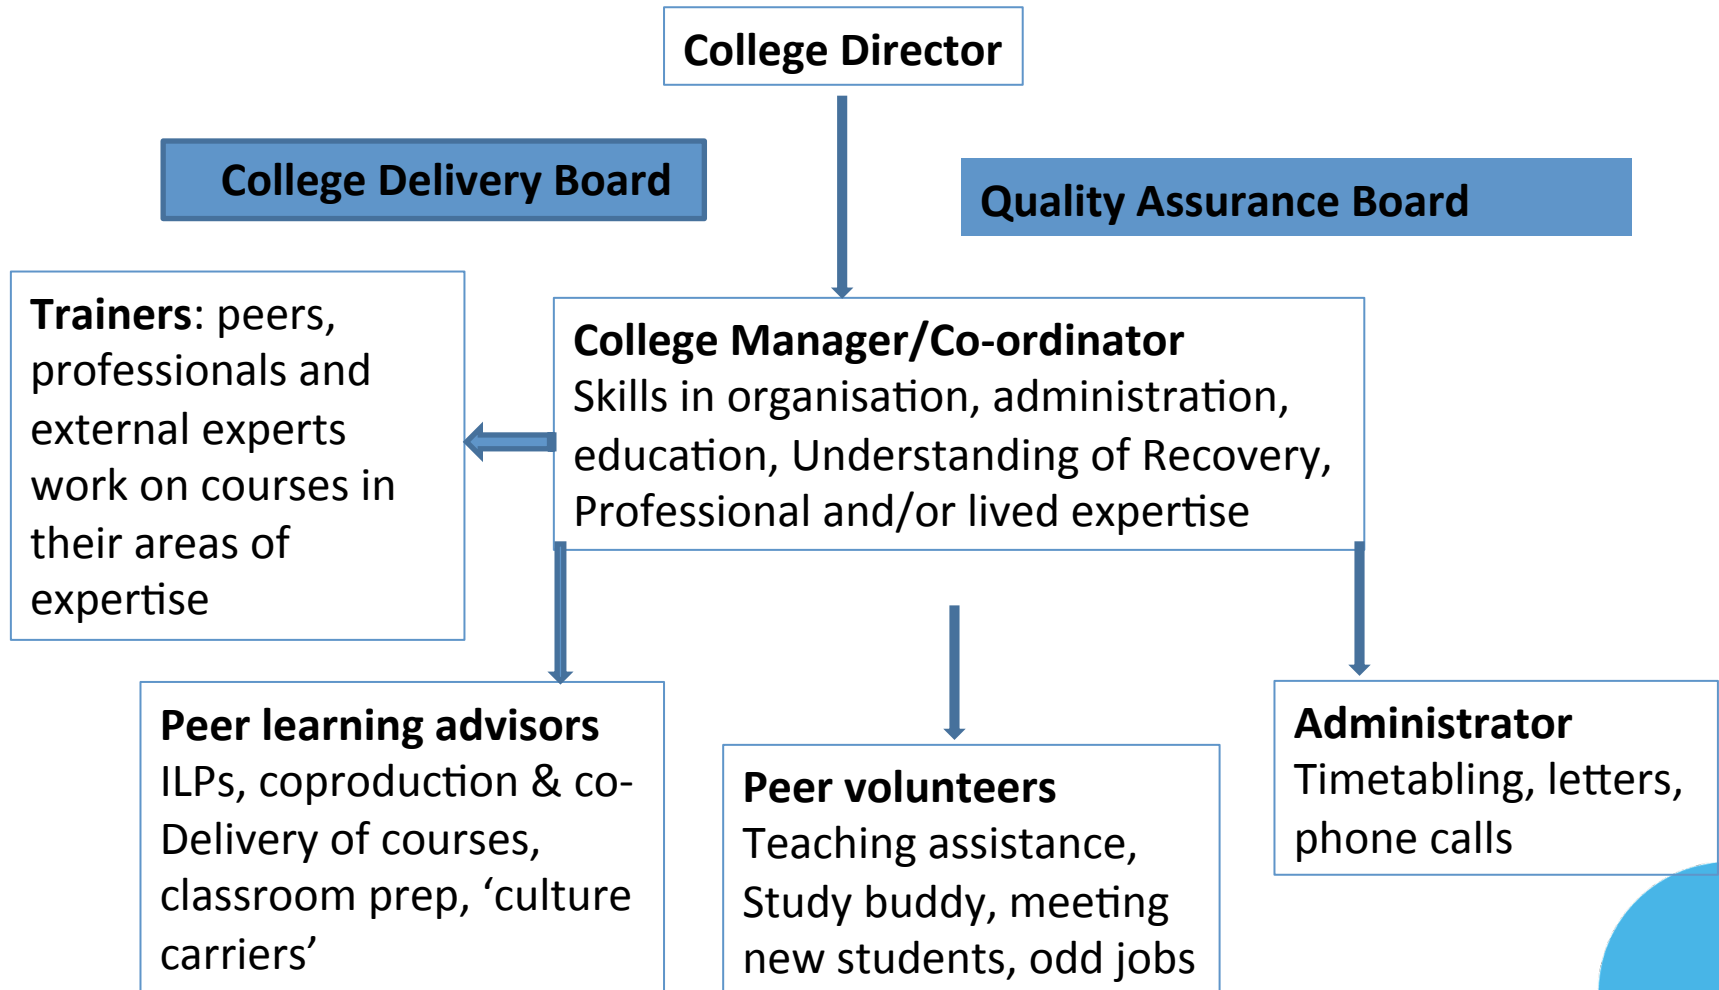 College Director
College Delivery Board
Quality Assurance Board
Trainers: peers,
professionals and
external experts
work on courses in
their areas of
expertise
College Manager/Co-ordinator
Skills in organisation, administration,
education, Understanding of Recovery,
Professional and/or lived expertise
Peer learning advisors
ILPs, coproduction & co-
Delivery of courses,
classroom prep, ‘culture
carriers’
Peer volunteers
Teaching assistance,
Study buddy, meeting
new students, odd jobs
Administrator
Timetabling, letters,
phone calls